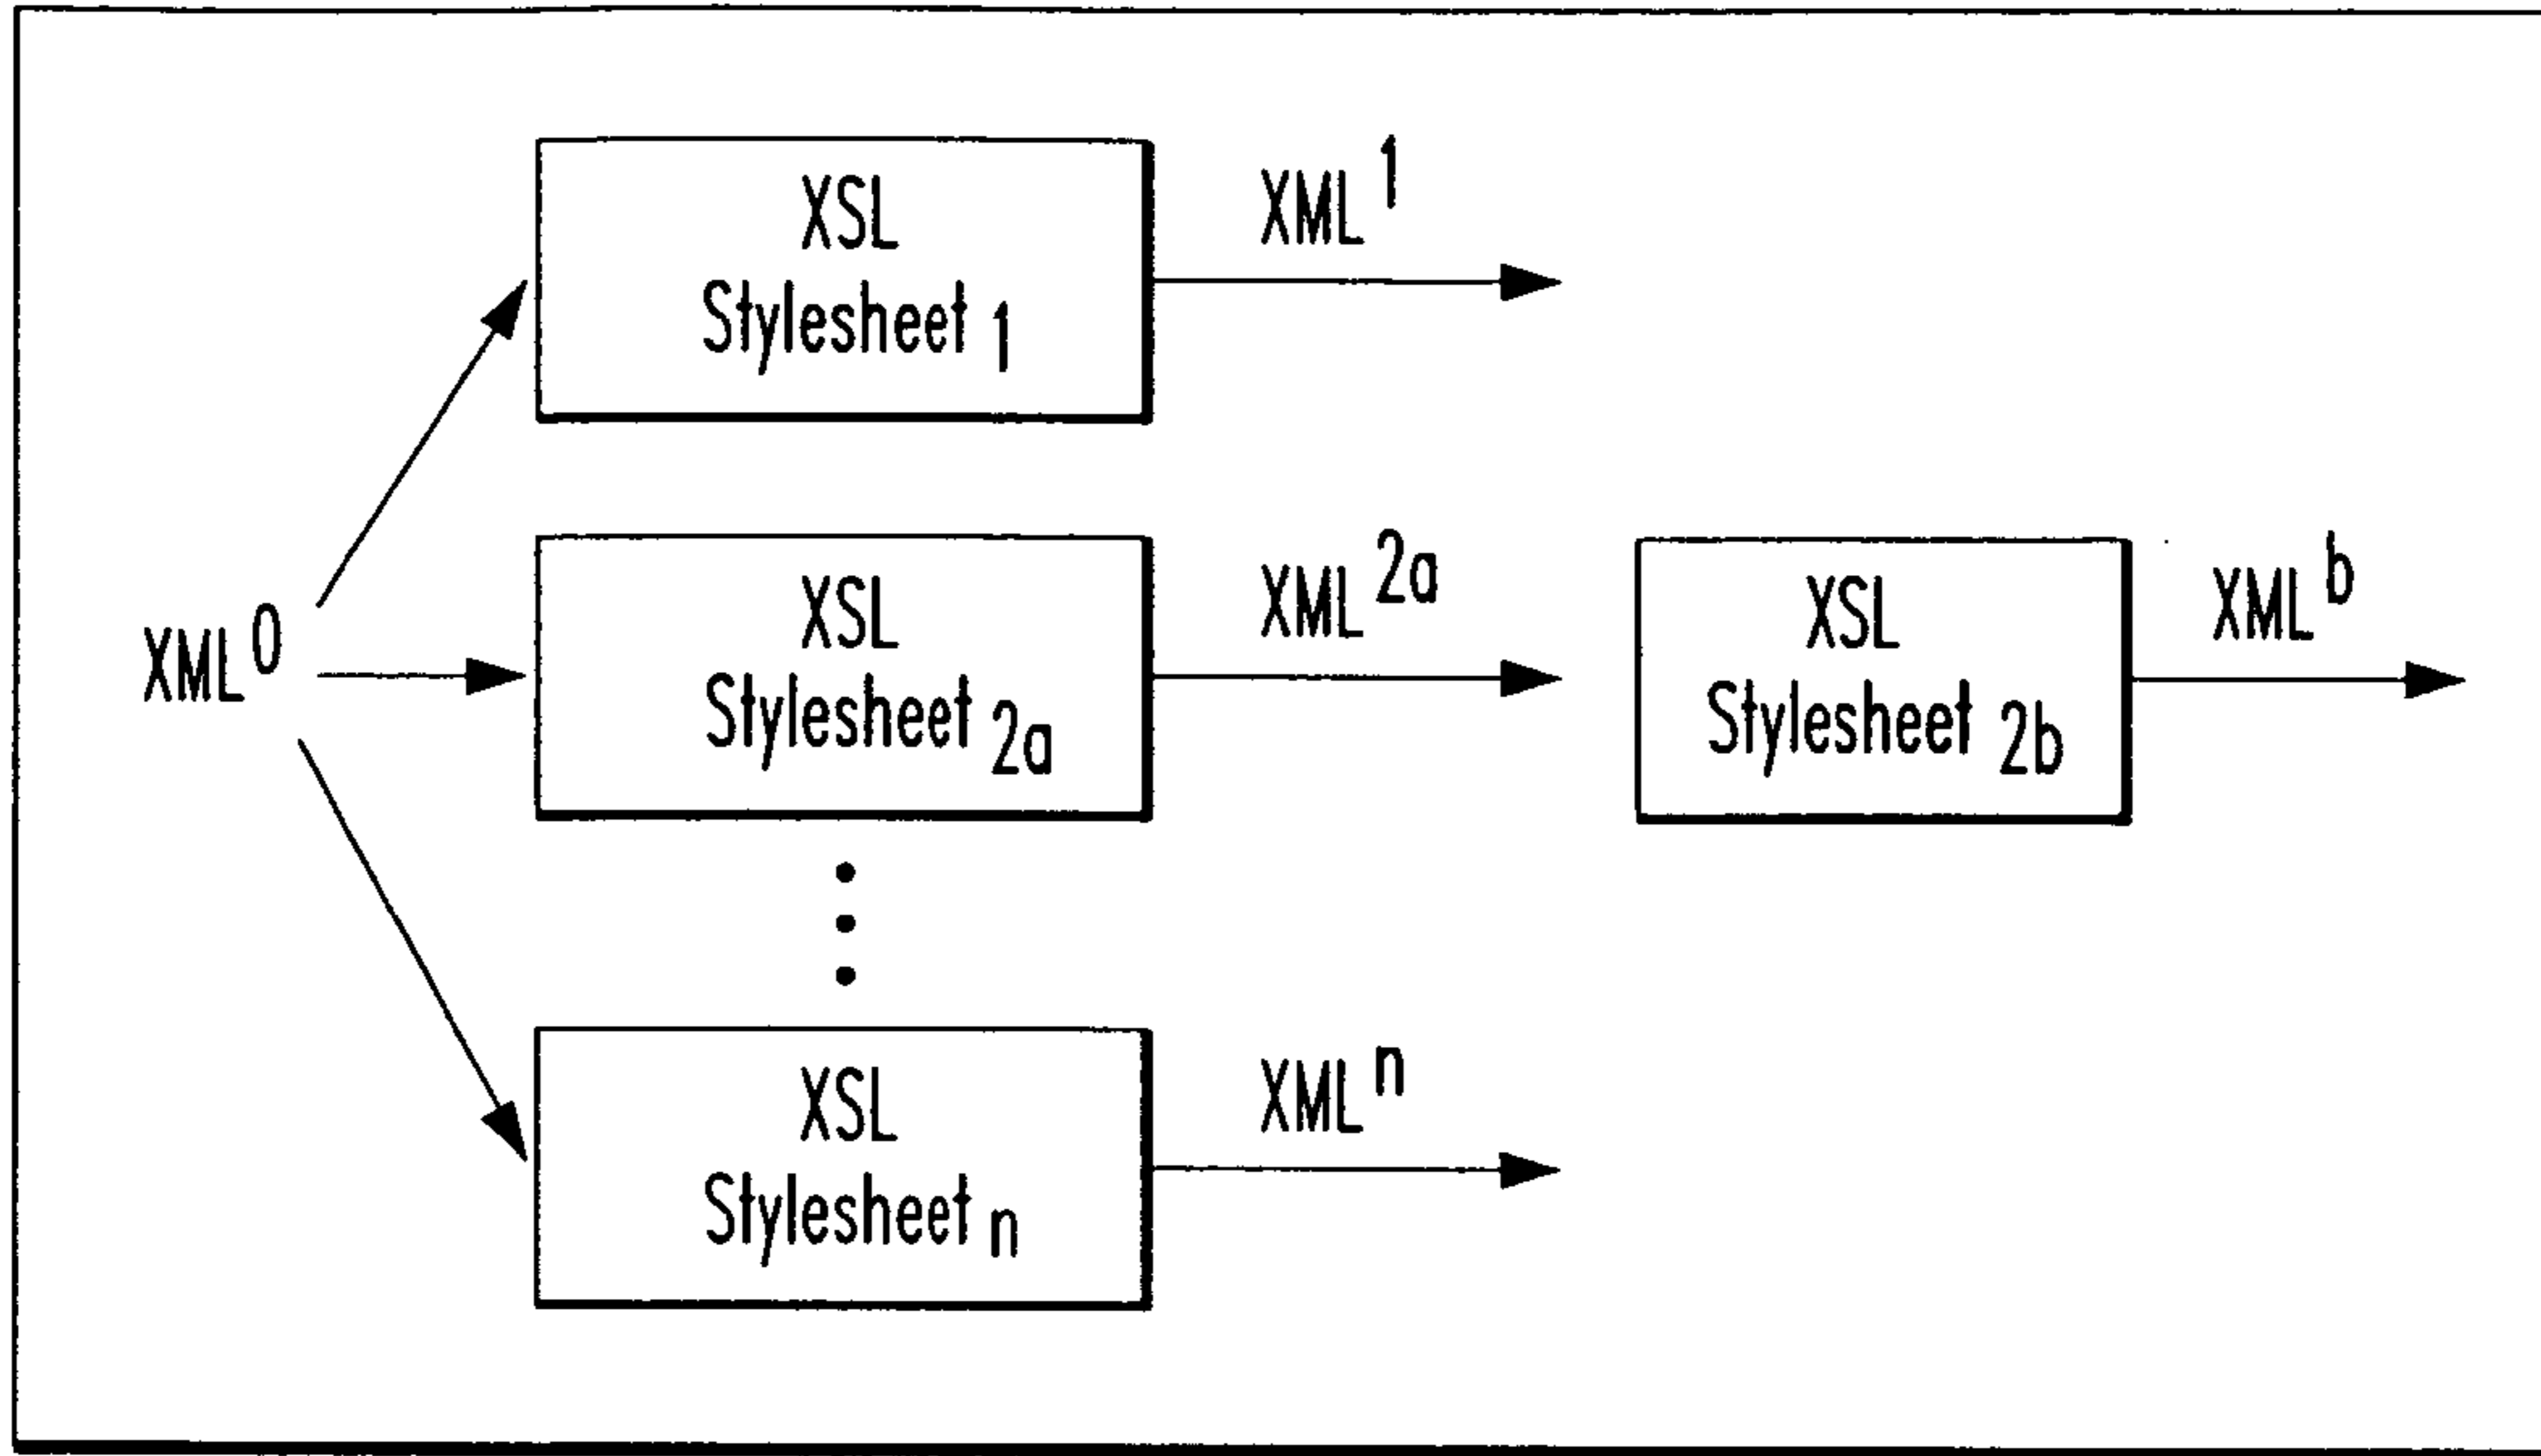 XSL
Stylesheet 1
XML 1
XML 0
XSL
Stylesheet 2a
XML 2a
XSL
Stylesheet 2b
XML b
XSL
Stylesheet n
XML n